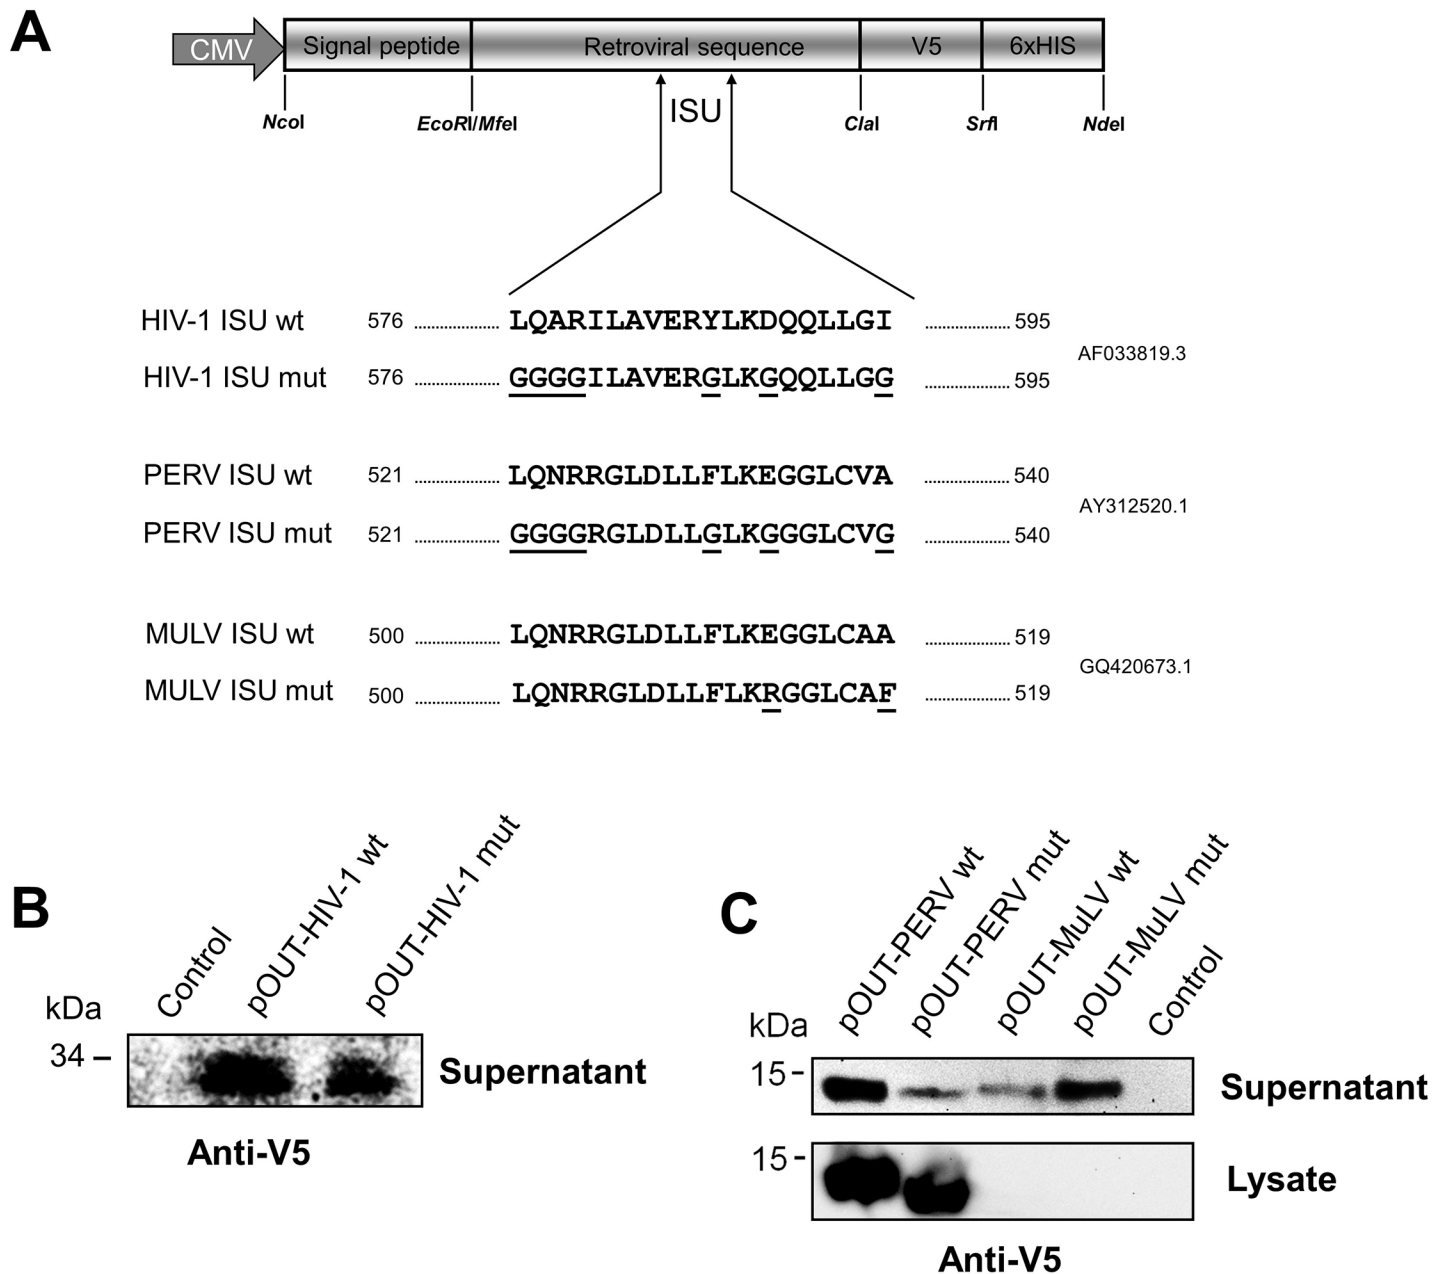 A
CMV Signal peptide Retroviral sequence V5 6xHIS
NcoI EcoRI/MfeI ISU ClaI SrfI NdeI
HIV-1 ISU wt 576 ..................... LQARILAVERYLKDQQLLGI ..................... 595
AF033819.3
HIV-1 ISU mut 576 ..................... GGGGILAVERGLKGQQLLGG ..................... 595
PERV ISU wt 521 ..................... LQNRRGLDLLFLKEGGLCVA ..................... 540
AY312520.1
PERV ISU mut 521 ..................... GGGGRGLDLLGLKGGGLCVG ..................... 540
MULV ISU wt 500 ..................... LQNRRGLDLLFLKEGGLCAA ..................... 519
GQ420673.1
MULV ISU mut 500 ..................... LQNRRGLDLLFLKRGGLCAF ..................... 519
B
kDa Control pOUT-HIV-1 wt pOUT-HIV-1 mut
34 – Supernatant
Anti-V5
C
kDa pOUT-PERV wt pOUT-PERV mut pOUT-MuLV wt pOUT-MuLV mut Control
15 - Supernatant
15 - Lysate
Anti-V5